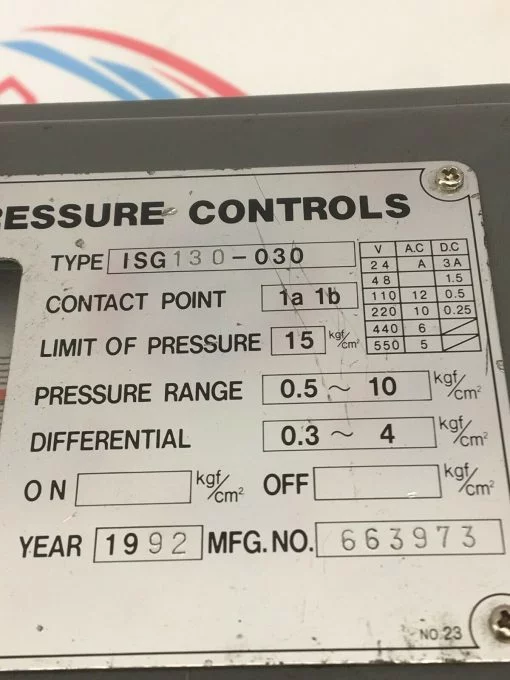 RESSURE CONTROLS
TYPE ISG130-030
V A.C D.C
24 A 3A
48 1.5
110 12 0.5
220 10 0.25
440 6
550 5
CONTACT POINT 1a 1b
LIMIT OF PRESSURE 15 kgf/cm²
PRESSURE RANGE 0.5 ~ 10 kgf/cm²
DIFFERENTIAL 0.3 ~ 4 kgf/cm²
ON kgf/cm² OFF kgf/cm²
YEAR 1992 MFG.NO. 663973
NO.23